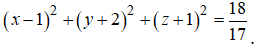 (x-1)² + (y+2)² + (z+1)² = 18/17.